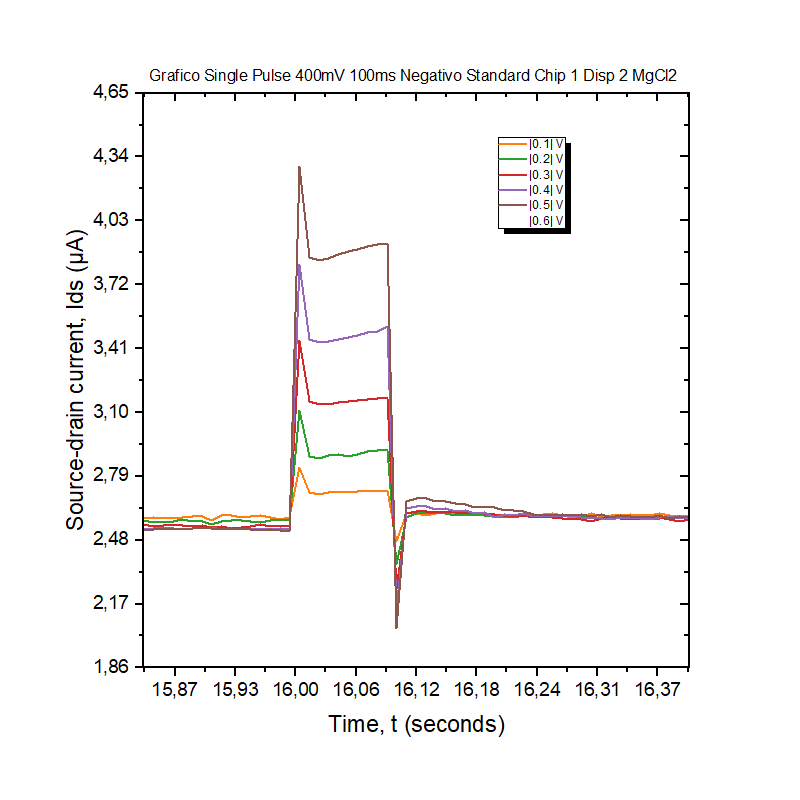 Grafico Single Pulse 400mV 100ms Negativo Standard Chip 1 Disp 2 MgCl2
4,65
4,34
4,03
3,72
3,41
3,10
2,79
2,48
2,17
1,86
Source-drain current, Ids (µA)
|0.1| V
|0.2| V
|0.3| V
|0.4| V
|0.5| V
|0.6| V
15,87 15,93 16,00 16,06 16,12 16,18 16,24 16,31 16,37
Time, t (seconds)